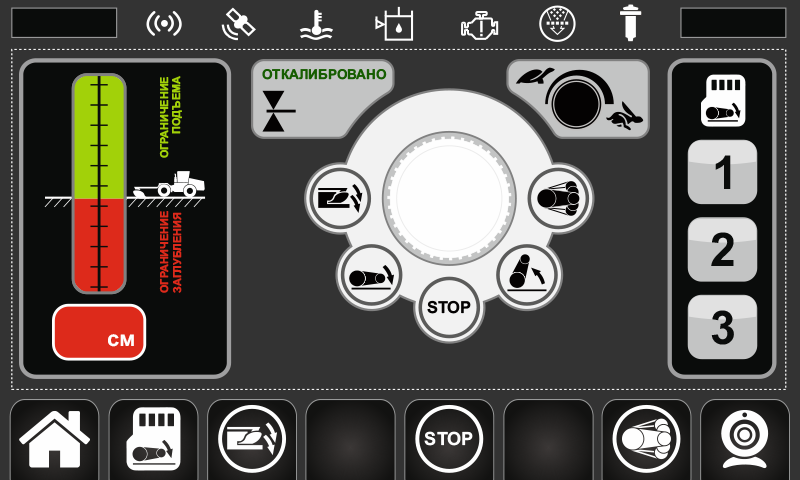 ОТКАЛИБРОВАНО
ОГРАНИЧЕНИЕ
ПОДЪЕМА
ОГРАНИЧЕНИЕ
ЗАГЛУБЛЕНИЯ
1
2
STOP
см
3
STOP